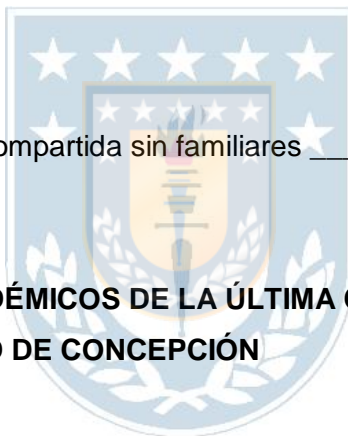 ompartida sin familiares ___
DÉMICOS DE LA ÚLTIMA
O DE CONCEPCIÓN